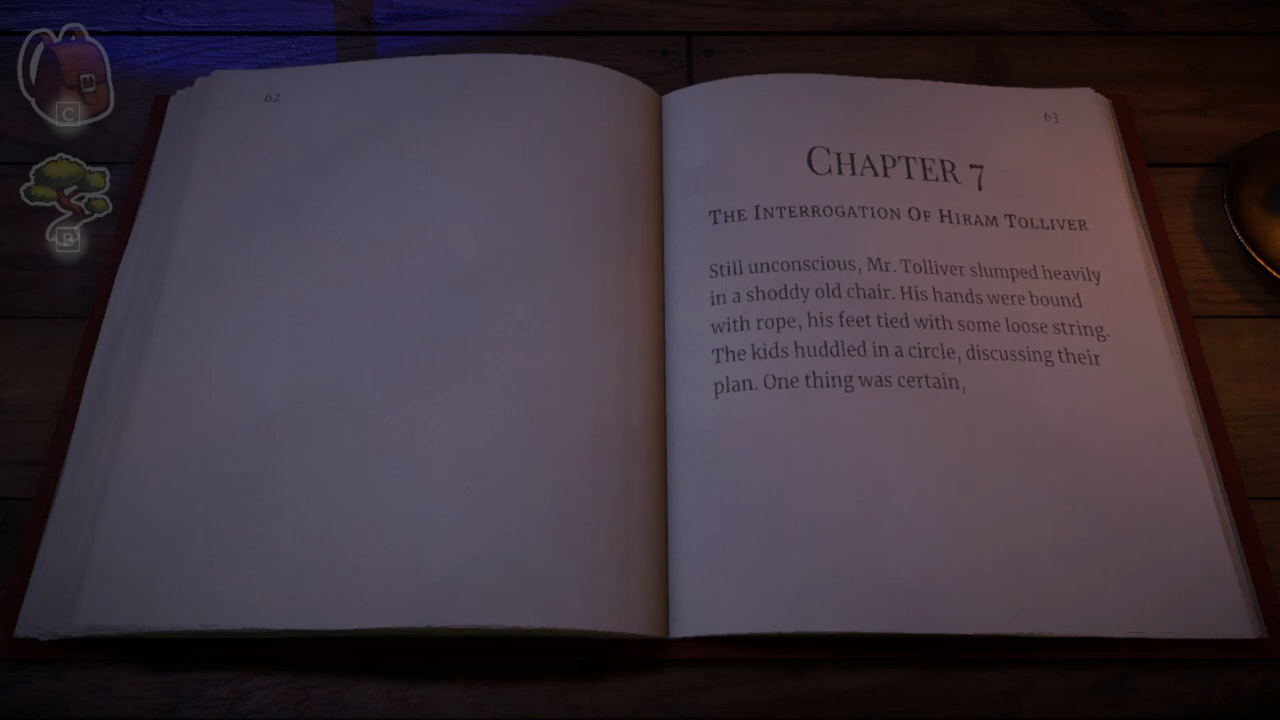 62
63
C
CHAPTER 7
THE INTERROGATION OF HIRAM TOLLIVER
B
Still unconscious, Mr. Tolliver slumped heavily
in a shoddy old chair. His hands were bound
with rope, his feet tied with some loose string.
The kids huddled in a circle, discussing their
plan. One thing was certain,